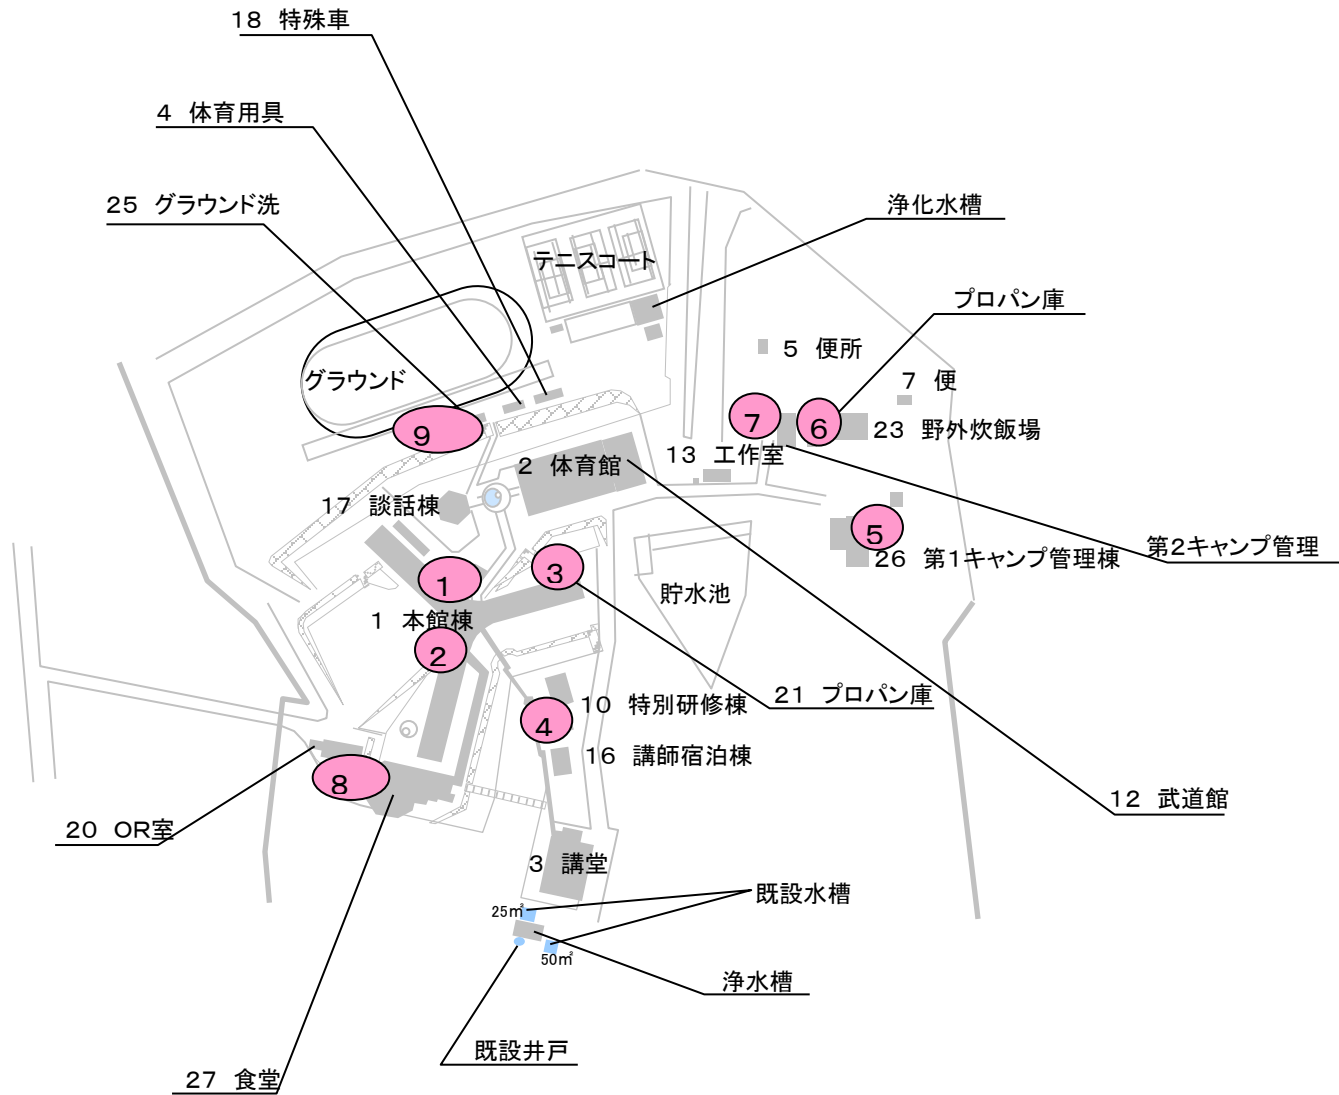 18 特殊車
4 体育用具
25 グラウンド洗
浄化水槽
テニスコート
プロパン庫
5 便所
グラウンド
7 便
7
6
9
23 野外炊飯場
13 工作室
2 体育館
17 談話棟
5
第2キャンプ管理
26 第1キャンプ管理棟
3
1
貯水池
1 本館棟
2
21 プロパン庫
10 特別研修棟
4
16 講師宿泊棟
8
12 武道館
20 OR室
3 講堂
既設水槽
25㎥
50㎥
浄水槽
既設井戸
27 食堂